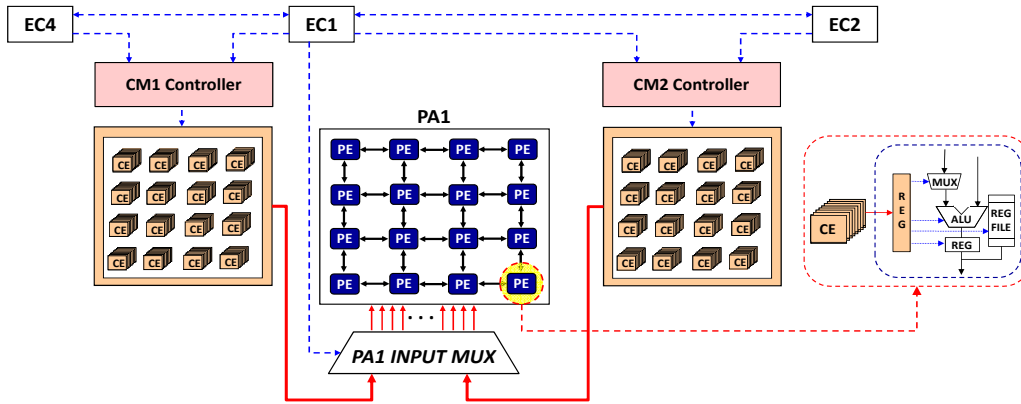 EC4
EC1
EC2
CM1 Controller
CM2 Controller
PA1
CE CE CE CE
CE CE CE CE
CE CE CE CE
CE CE CE CE
PE PE PE PE
PE PE PE PE
PE PE PE PE
PE PE PE PE
CE CE CE CE
CE CE CE CE
CE CE CE CE
CE CE CE CE
PA1 INPUT MUX
CE
R
E
G
MUX
ALU
REG
REG
FILE